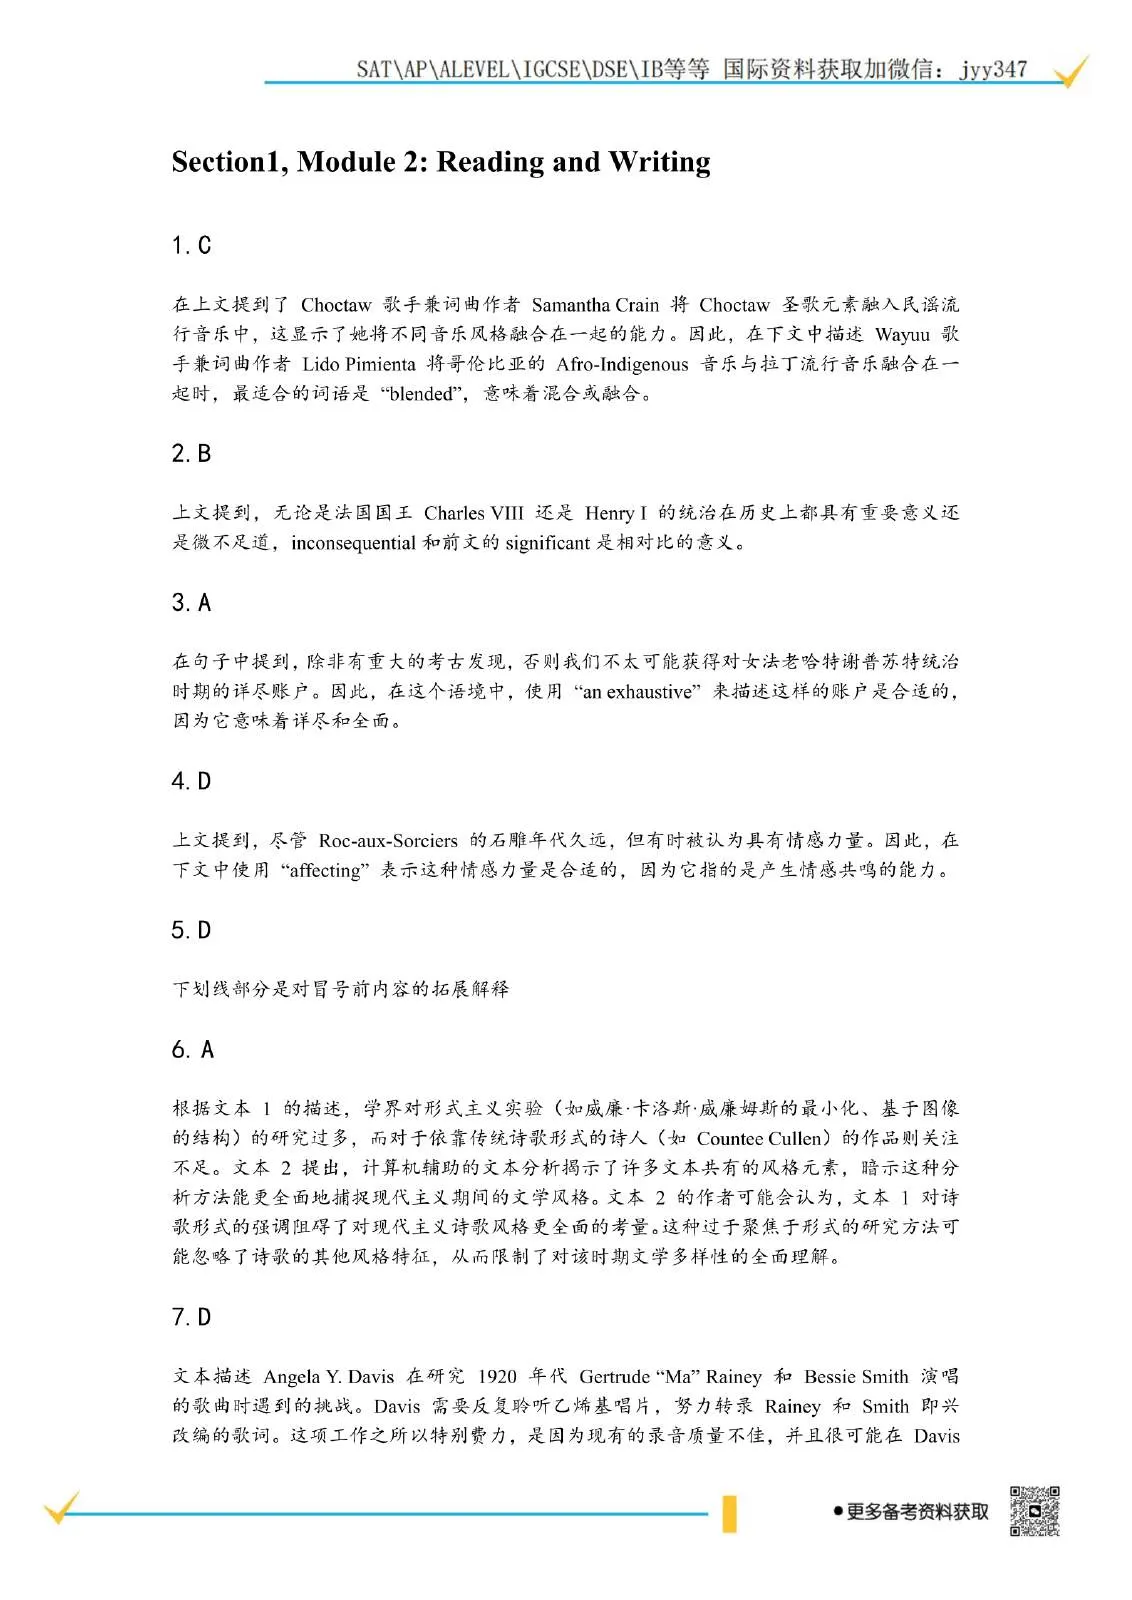 SAT\AP\ALEVEL\IGCSE\DSE\IB等等 国际资料获取加微信：jyy347
Section1, Module 2: Reading and Writing
1. C
在上文提到了 Choctaw 歌手兼词曲作者 Samantha Crain 将 Choctaw 圣歌元素融入民谣流
行音乐中，这显示了她将不同音乐风格融合在一起的能力。因此，在下文中描述 Wayuu 歌
手兼词曲作者 Lido Pimienta 将哥伦比亚的 Afro-Indigenous 音乐与拉丁流行音乐融合在一
起时，最适合的词语是 “blended”，意味着混合或融合。
2. B
上文提到，无论是法国国王 Charles VIII 还是 Henry I 的统治在历史上都具有重要意义还
是微不足道，inconsequential 和前文的 significant 是相对比的意义。
3. A
在句子中提到，除非有重大的考古发现，否则我们不太可能获得对女法老哈特谢普苏特统治
时期的详尽账户。因此，在这个语境中，使用 “an exhaustive” 来描述这样的账户是合适的，
因为它意味着详尽和全面。
4. D
上文提到，尽管 Roc-aux-Sorciers 的石雕年代久远，但有时被认为具有情感力量。因此，在
下文中使用 “affecting” 表示这种情感力量是合适的，因为它指的是产生情感共鸣的能力。
5. D
下划线部分是对冒号前内容的拓展解释
6. A
根据文本 1 的描述，学界对形式主义实验（如威廉·卡洛斯·威廉姆斯的最小化、基于图像
的结构）的研究过多，而对于依靠传统诗歌形式的诗人（如 Countee Cullen）的作品则关注
不足。文本 2 提出，计算机辅助的文本分析揭示了许多文本共有的风格元素，暗示这种分
析方法能更全面地捕捉现代主义期间的文学风格。文本 2 的作者可能会认为，文本 1 对诗
歌形式的强调阻碍了对现代主义诗歌风格更全面的考量。这种过于聚焦于形式的研究方法可
能忽略了诗歌的其他风格特征，从而限制了对该时期文学多样性的全面理解。
7. D
文本描述 Angela Y. Davis 在研究 1920 年代 Gertrude “Ma” Rainey 和 Bessie Smith 演唱
的歌曲时遇到的挑战。Davis 需要反复聆听乙烯基唱片，努力转录 Rainey 和 Smith 即兴
改编的歌词。这项工作之所以特别费力，是因为现有的录音质量不佳，并且很可能在 Davis
●更多备考资料获取